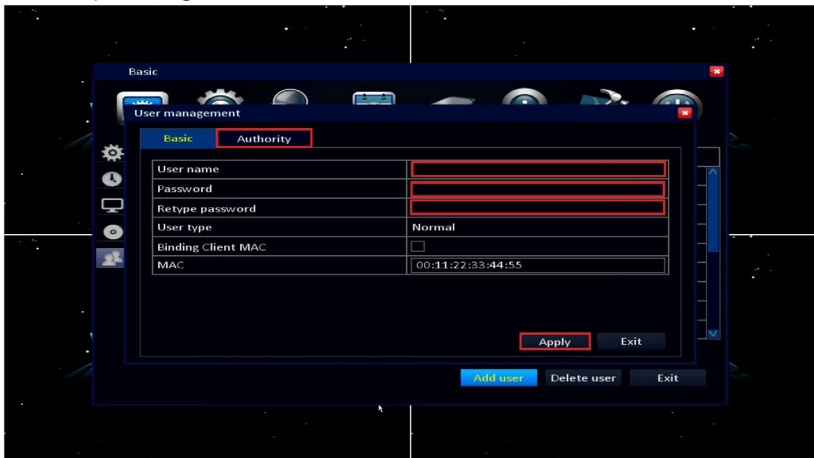 Basic
User management
Basic Authority
User name
Password
Retype password
User type Normal
Binding Client MAC
MAC 00:11:22:33:44:55
Apply Exit
Add user Delete user Exit